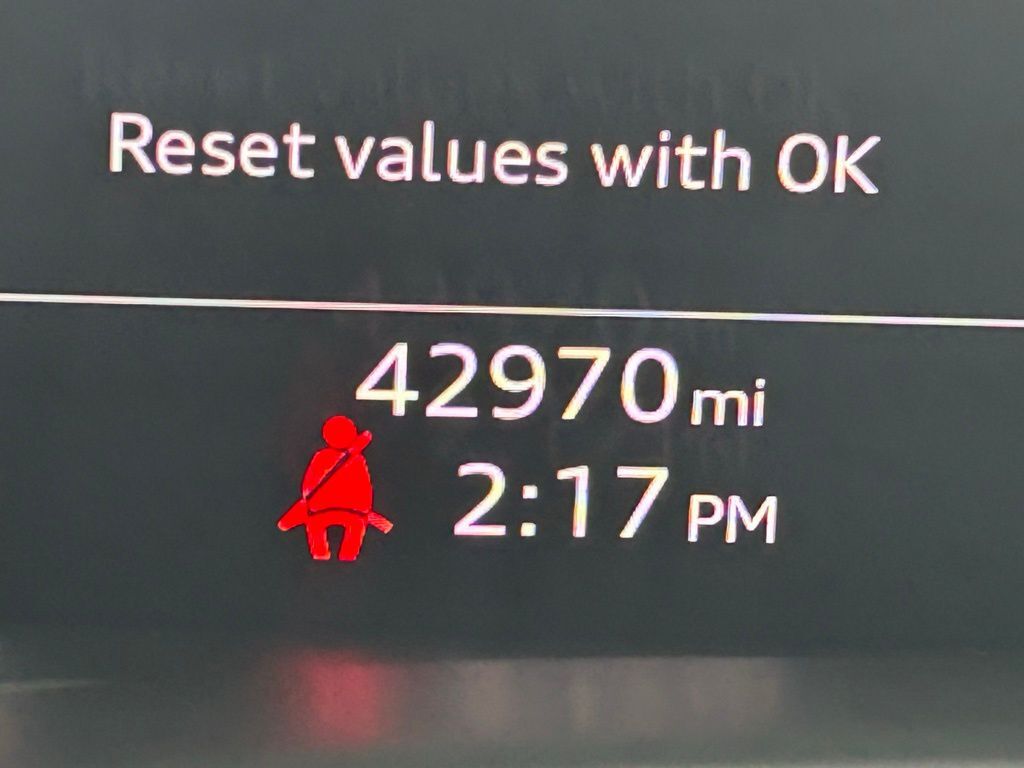 Reset values with OK
42970 mi
2:17 PM